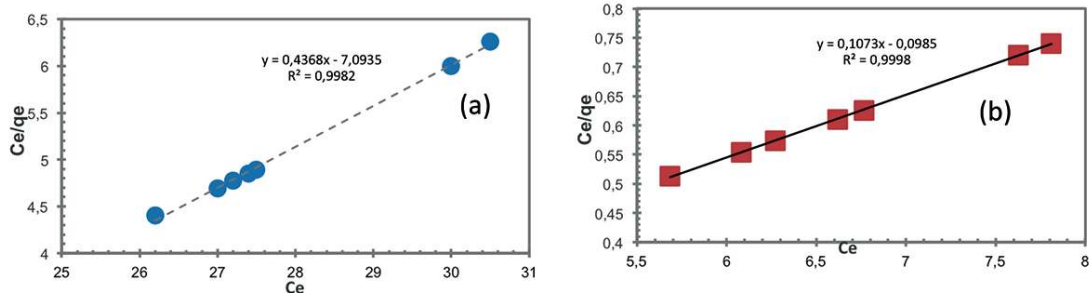 6,5
6
5,5
5
4,5
4
Ce/qe
y = 0,4368x - 7,0935
R² = 0,9982
(a)
25 26 27 28 29 30 31
Ce
0,8
0,75
0,7
0,65
0,6
0,55
0,5
0,45
0,4
Ce/qe
y = 0,1073x - 0,0985
R² = 0,9998
(b)
5,5 6 6,5 7 7,5 8
Ce